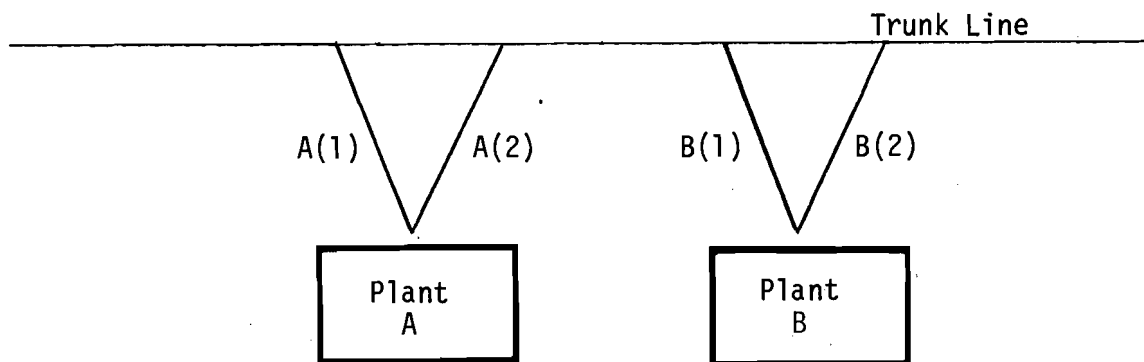 Trunk Line
A(1) A(2) B(1) B(2)
Plant Plant
A B